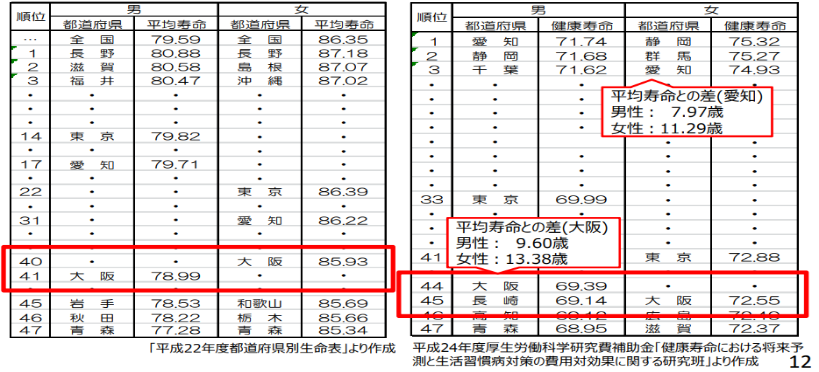 順位 男 女
都道府県 平均寿命 都道府県 平均寿命
… 全国 79.59 全国 86.35
1 長野 80.88 長野 87.18
2 滋賀 80.58 島根 87.07
3 福井 80.47 沖縄 87.02
・ ・ ・ ・ ・
・ ・ ・ ・ ・
・ ・ ・ ・ ・
14 東京 79.82 ・ ・
・ ・ ・ ・ ・
17 愛知 79.71 ・ ・
・ ・ ・ ・ ・
22 ・ ・ 東京 86.39
・ ・ ・ ・ ・
31 ・ ・ 愛知 86.22
・ ・ ・ ・ ・
・ ・ ・ ・ ・
40 ・ ・ 大阪 85.93
41 大阪 78.99 ・ ・
・ ・ ・ ・ ・
45 岩手 78.53 和歌山 85.69
46 秋田 78.22 栃木 85.66
47 青森 77.28 青森 85.34
「平成22年度都道府県別生命表」より作成
順位 男 女
都道府県 健康寿命 都道府県 健康寿命
1 愛知 71.74 静岡 75.32
2 静岡 71.68 群馬 75.27
3 千葉 71.62 愛知 74.93
平均寿命との差(愛知)
男性： 7.97歳
女性：11.29歳
33 東京 69.99 ・ ・
平均寿命との差(大阪)
男性： 9.60歳
女性：13.38歳
41 東京 72.88
44 大阪 69.39 ・ ・
45 長崎 69.14 大阪 72.55
46 高知 69.12 広島 72.49
47 青森 68.95 滋賀 72.37
平成24年度厚生労働科学研究費補助金「健康寿命における将来予
測と生活習慣病対策の費用対効果に関する研究班」より作成
12